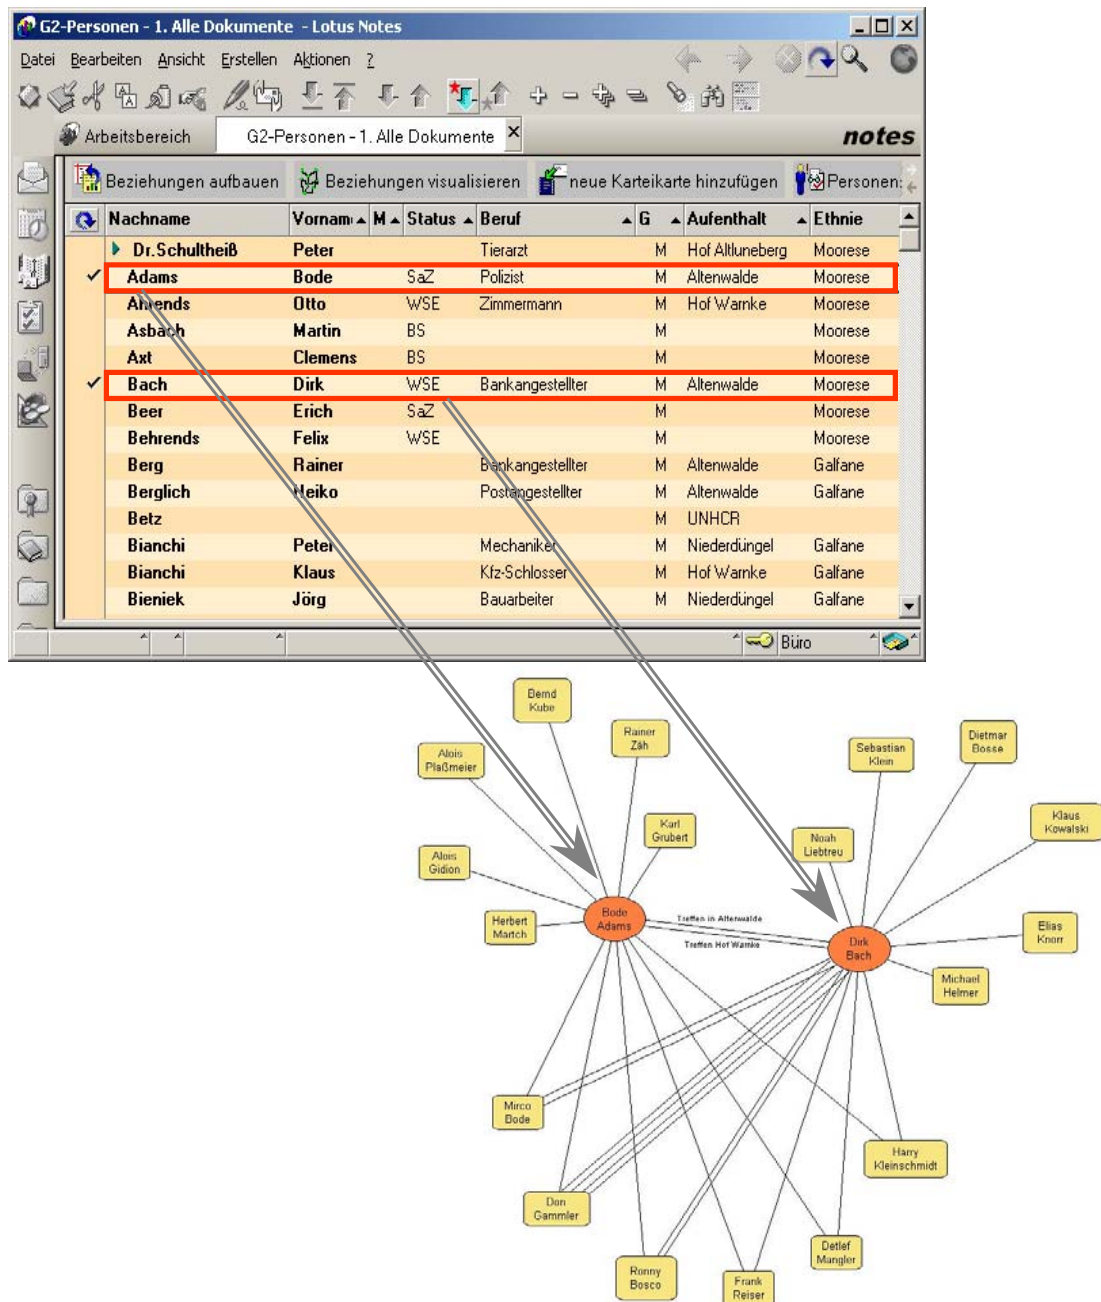 G2-Personen - 1. Alle Dokumente - Lotus Notes
Datei Bearbeiten Ansicht Erstellen Aktionen ?
Arbeitsbereich G2-Personen - 1. Alle Dokumente notes
Beziehungen aufbauen Beziehungen visualisieren neue Karteikarte hinzufügen Personen:
Nachname Vornam M Status Beruf G Aufenthalt Ethnie
Dr.Schultheiß Peter Tierarzt M Hof Altluneberg Moorese
Adams Bode SaZ Polizist M Altenwalde Moorese
Ahrends Otto WSE Zimmermann M Hof Warnke Moorese
Asbach Martin BS M Moorese
Axt Clemens BS M Moorese
Bach Dirk WSE Bankangestellter M Altenwalde Moorese
Beer Erich SaZ M Moorese
Behrends Felix WSE M Moorese
Berg Rainer Bankangestellter M Altenwalde Galfane
Berglich Heiko Postangestellter M Altenwalde Galfane
Betz M UNHCR
Bianchi Peter Mechaniker M Niederdüngel Galfane
Bianchi Klaus Kfz-Schlosser M Hof Warnke Galfane
Bieniek Jörg Bauarbeiter M Niederdüngel Galfane
Büro
Bernd
Kube
Rainer
Zäh
Alois
Plaßmeier
Sebastian
Klein
Dietmar
Bosse
Karl
Grubert
Klaus
Kowalski
Noah
Liebtreu
Alois
Gidion
Herbert
Martch
Bode
Adams
Treffen in Altenwalde
Treffen Hof Warnke
Dirk
Bach
Elias
Knorr
Michael
Helmer
Mirco
Bode
Harry
Kleinschmidt
Don
Gammler
Detlef
Mangler
Ronny
Bosco
Frank
Reiser